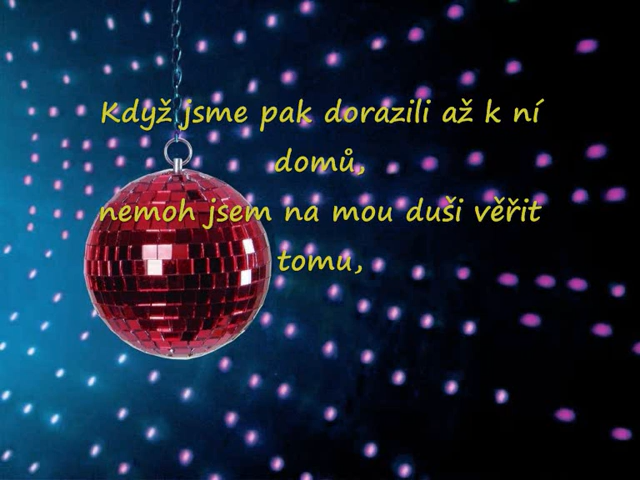 Když jsme pak dorazili až k ní
domů,
nemoh jsem na mou duši věřit
tomu,